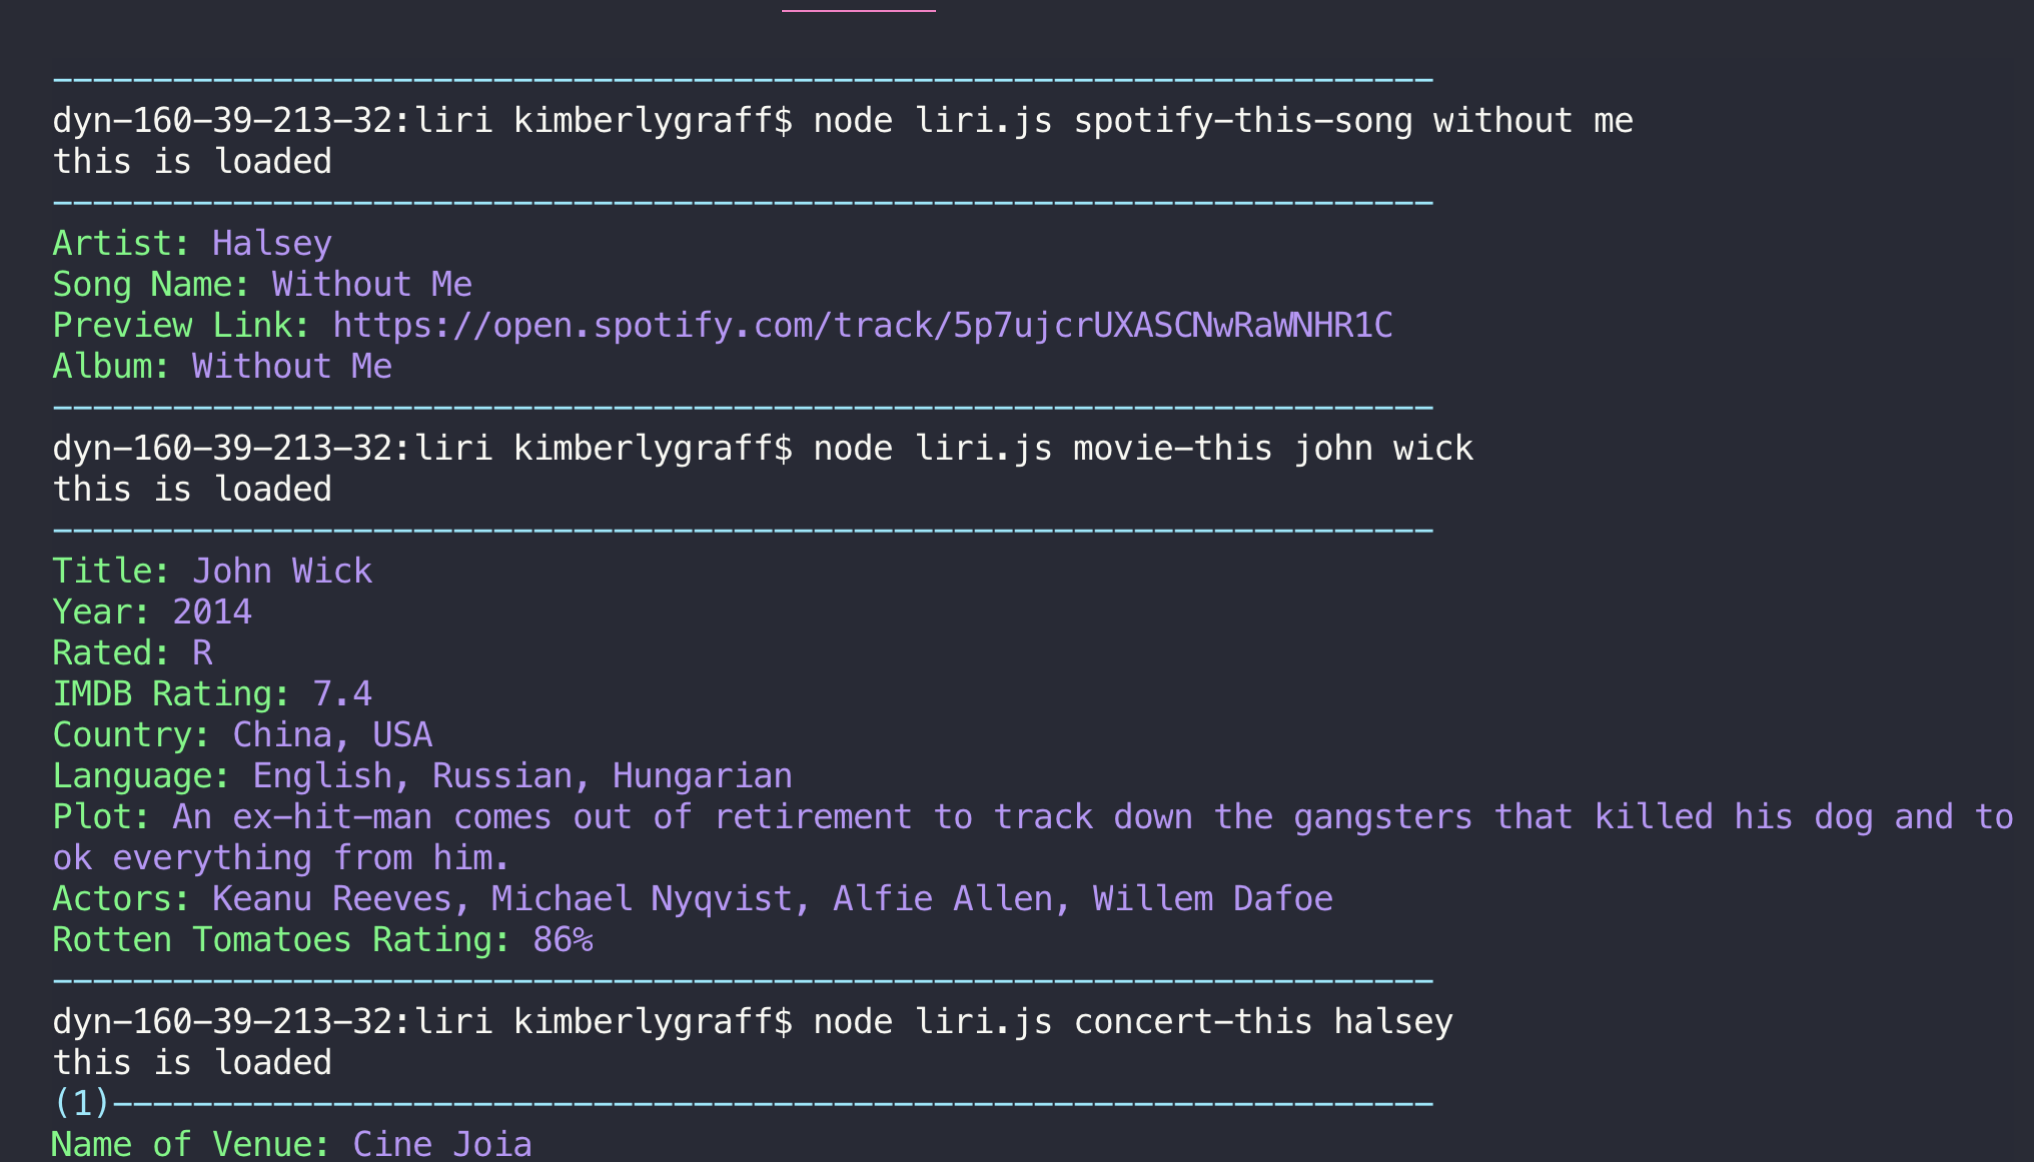 ---------------------------------------------------------------------
dyn-160-39-213-32:liri kimberlygraff$ node liri.js spotify-this-song without me
this is loaded
---------------------------------------------------------------------
Artist: Halsey
Song Name: Without Me
Preview Link: https://open.spotify.com/track/5p7ujcrUXASCNwRaWNHR1C
Album: Without Me
---------------------------------------------------------------------
dyn-160-39-213-32:liri kimberlygraff$ node liri.js movie-this john wick
this is loaded
---------------------------------------------------------------------
Title: John Wick
Year: 2014
Rated: R
IMDB Rating: 7.4
Country: China, USA
Language: English, Russian, Hungarian
Plot: An ex-hit-man comes out of retirement to track down the gangsters that killed his dog and to
ok everything from him.
Actors: Keanu Reeves, Michael Nyqvist, Alfie Allen, Willem Dafoe
Rotten Tomatoes Rating: 86%
---------------------------------------------------------------------
dyn-160-39-213-32:liri kimberlygraff$ node liri.js concert-this halsey
this is loaded
(1)------------------------------------------------------------------
Name of Venue: Cine Joia